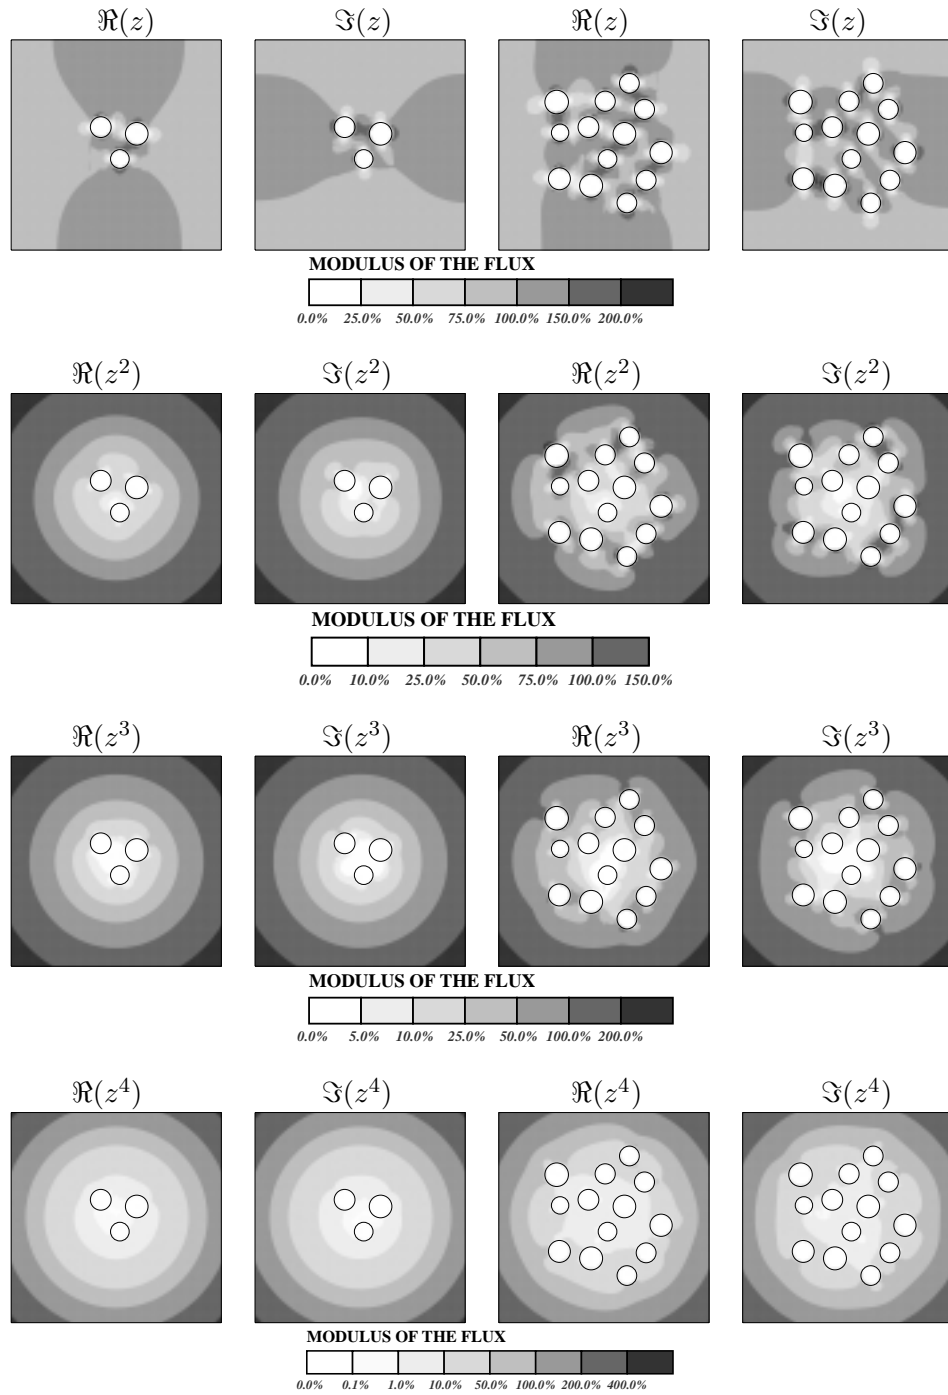 ℜ(z) ℑ(z) ℜ(z) ℑ(z)
MODULUS OF THE FLUX
0.0% 25.0% 50.0% 75.0% 100.0% 150.0% 200.0%
ℜ(z²) ℑ(z²) ℜ(z²) ℑ(z²)
MODULUS OF THE FLUX
0.0% 10.0% 25.0% 50.0% 75.0% 100.0% 150.0%
ℜ(z³) ℑ(z³) ℜ(z³) ℑ(z³)
MODULUS OF THE FLUX
0.0% 5.0% 10.0% 25.0% 50.0% 100.0% 200.0%
ℜ(z⁴) ℑ(z⁴) ℜ(z⁴) ℑ(z⁴)
MODULUS OF THE FLUX
0.0% 0.1% 1.0% 10.0% 50.0% 100.0% 200.0% 400.0%